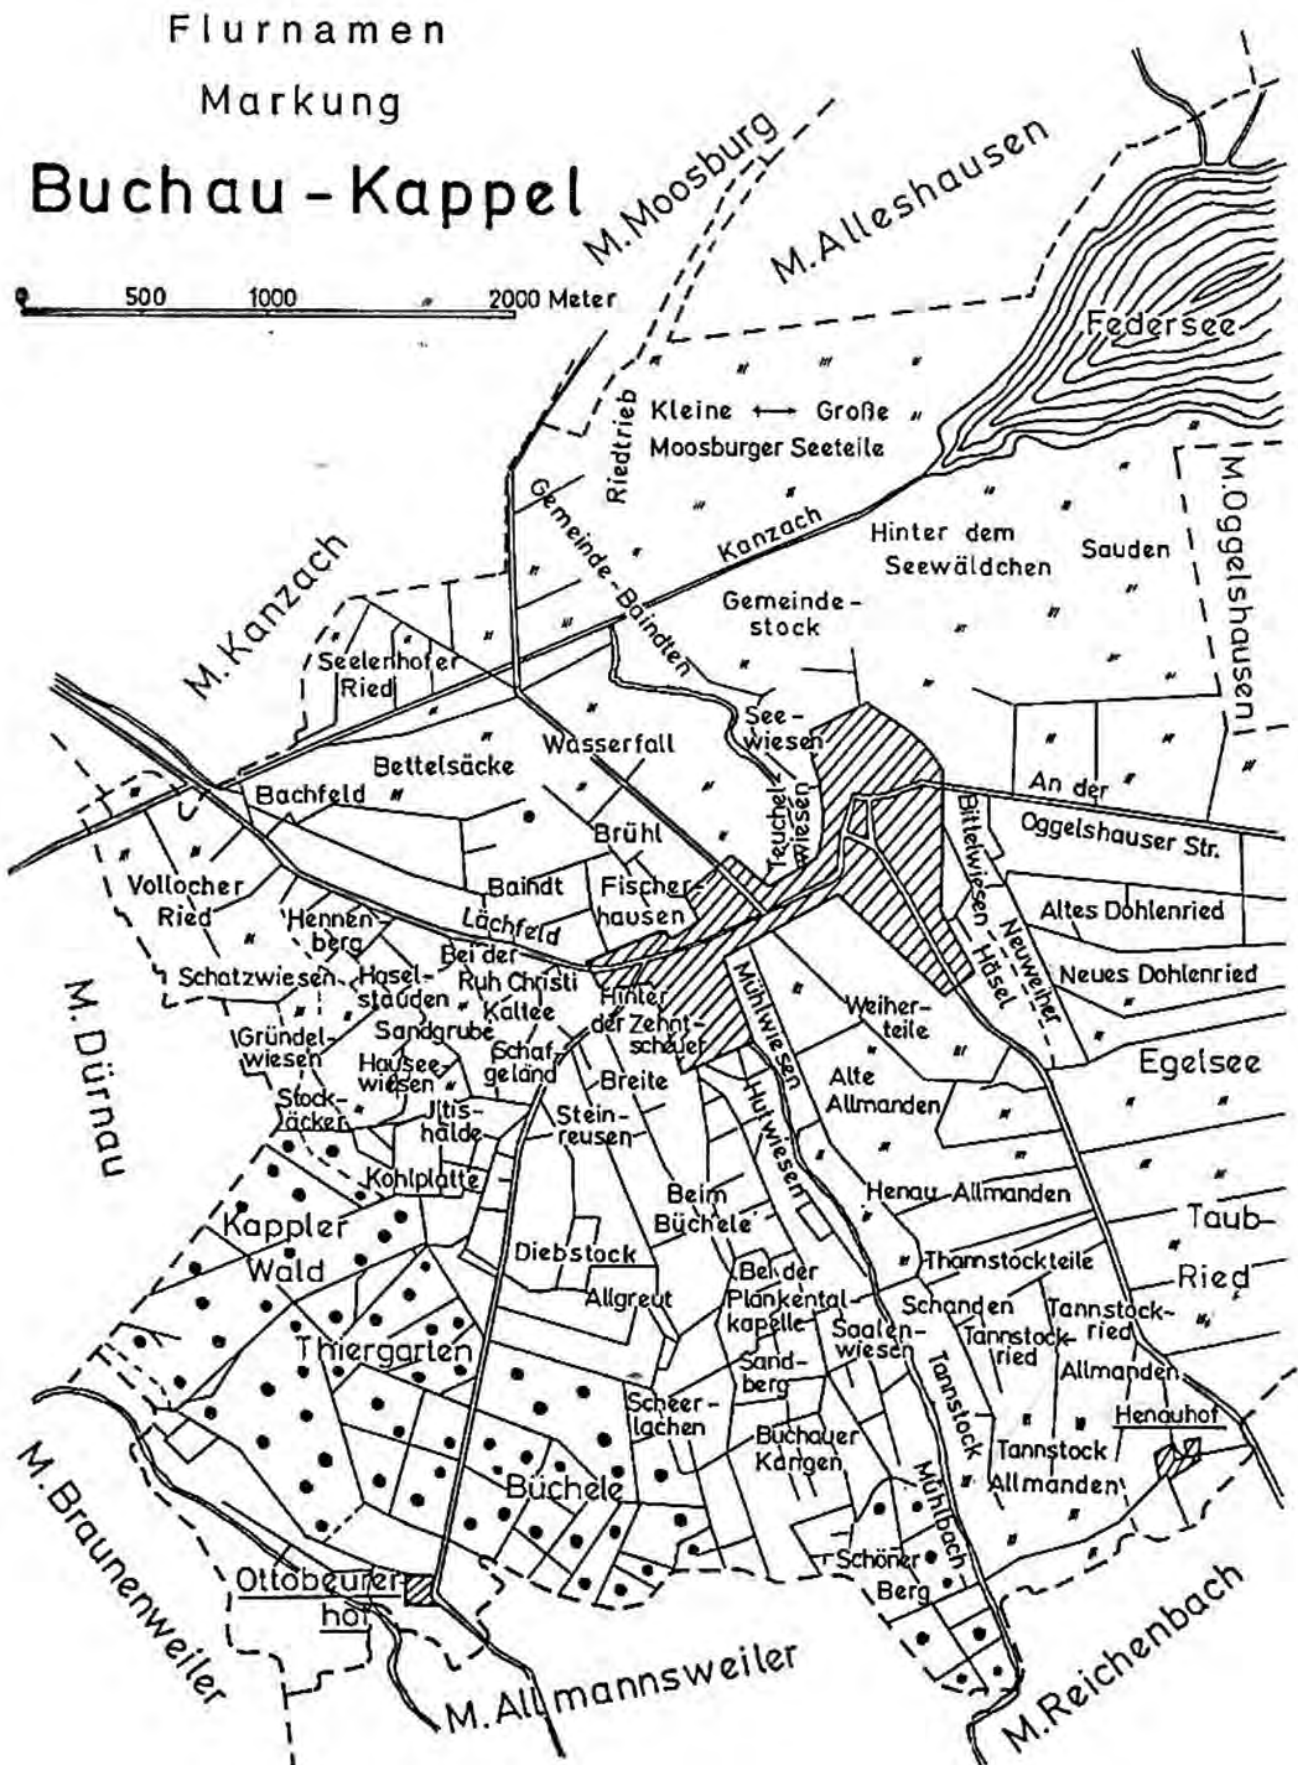 Flurnamen
Markung
Buchau - Kappel
500 1000 2000 Meter
M. Moosburg
M. Alleshausen
Federsee
Riedtrieb
Kleine ↔ Große
Moosburger Seeteile
M. Oggelshausen
Gemeinde-Baindten
Kanzach
Hinter dem
Seewäldchen
Sauden
M. Kanzach
Gemeinde-
stock
Seelenhofer
Ried
See-
wiesen
Wasserfall
Bettelsäcke
Bachfeld
An der
Oggelshauser Str.
Teuchel
wiesen
Brühl
Bittelwiesen - Häsel
Vollocher
Ried
Baindt
Fischer-
hausen
Altes Dohlenried
Hennen-
berg
Lächfeld
Neuweiher
Bei der
Ruh Christi
Schatzwiesen
Hasel-
stauden
Neues Dohlenried
M. Dürnau
Kaltee
Hinter
der Zehnt-
scheuer
Mühlwiesen
Weiher-
teile
Gründel-
wiesen
Sandgrube
Schaf-
geländ
Egelsee
Hausee-
wiesen
Breite
Alte
Allmanden
Stock-
äcker
Jltis-
halde
Stein-
reusen
Hutwiesen
Kohlplatte
Beim
Büchele
Henau-Allmanden
Kappler
Wald
Taub-
Ried
Diebstock
Bei der
Plankental-
kapelle
Thannstockteile
Allgreut
Schanden
Tannstock-
ried
Tannstock-
ried
Allmanden
Saalen-
wiesen
Thiergarten
Sand-
berg
Tannstock
Scheer-
lachen
Henauhof
Buchauer
Kangen
Tannstock
Allmanden
Büchele
Mühlbach
M. Braunenweiler
Schöner
Berg
Ottobeurer-
hof
M. Allmannsweiler
M. Reichenbach